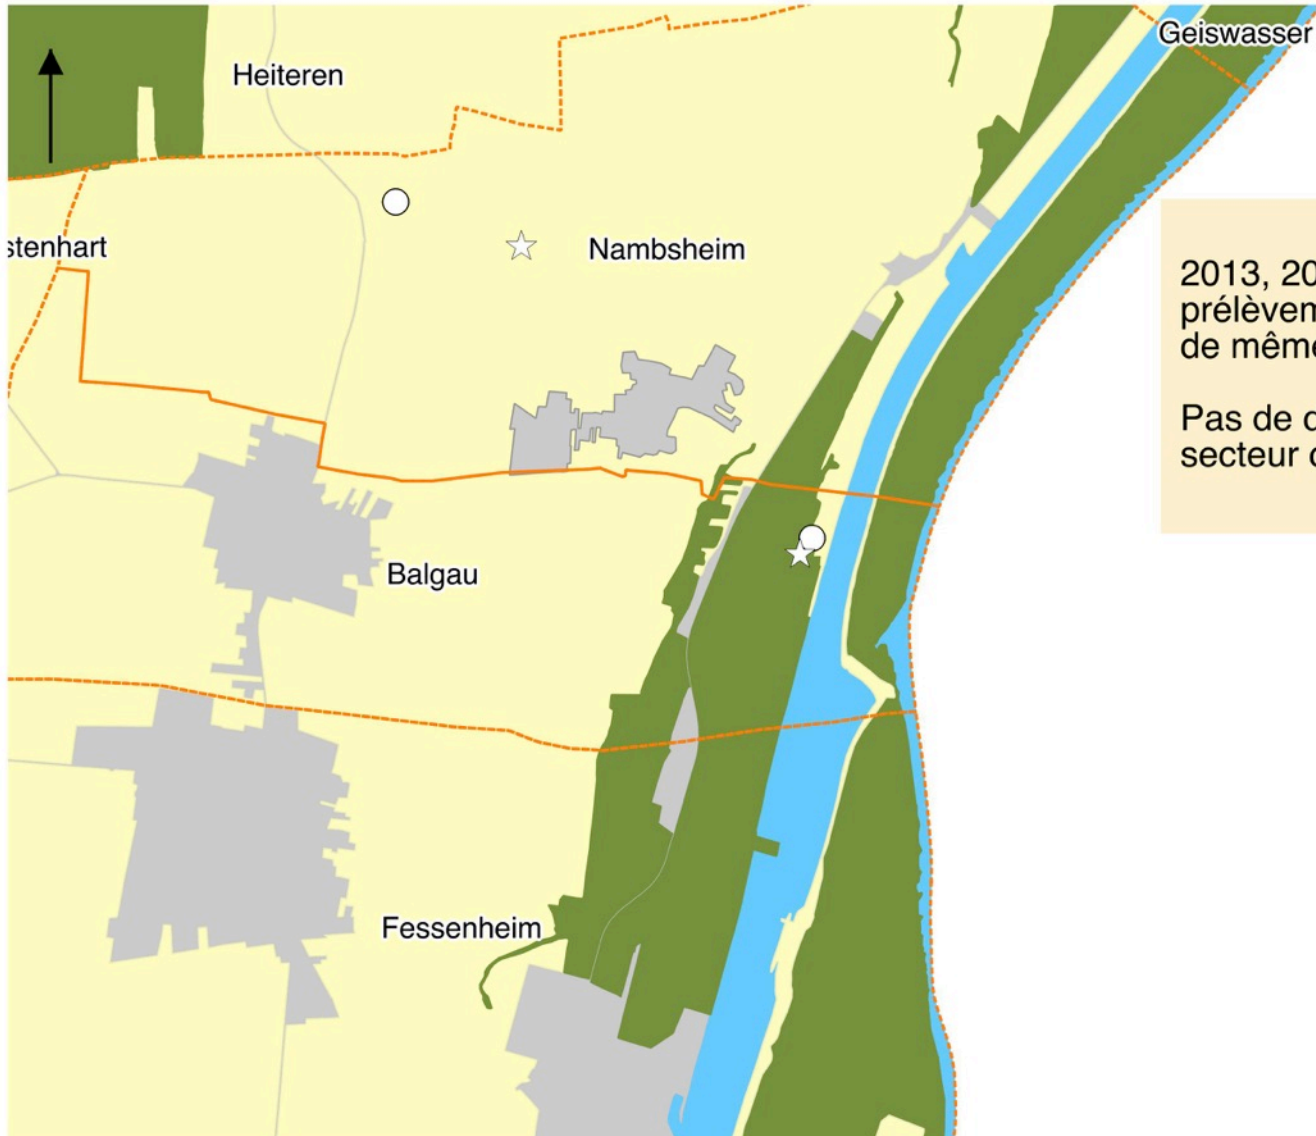 Geiswasser
Heiteren
stenhart
Nambsheim
2013, 20
prélèvem
de même
Pas de d
secteur c
Balgau
Fessenheim